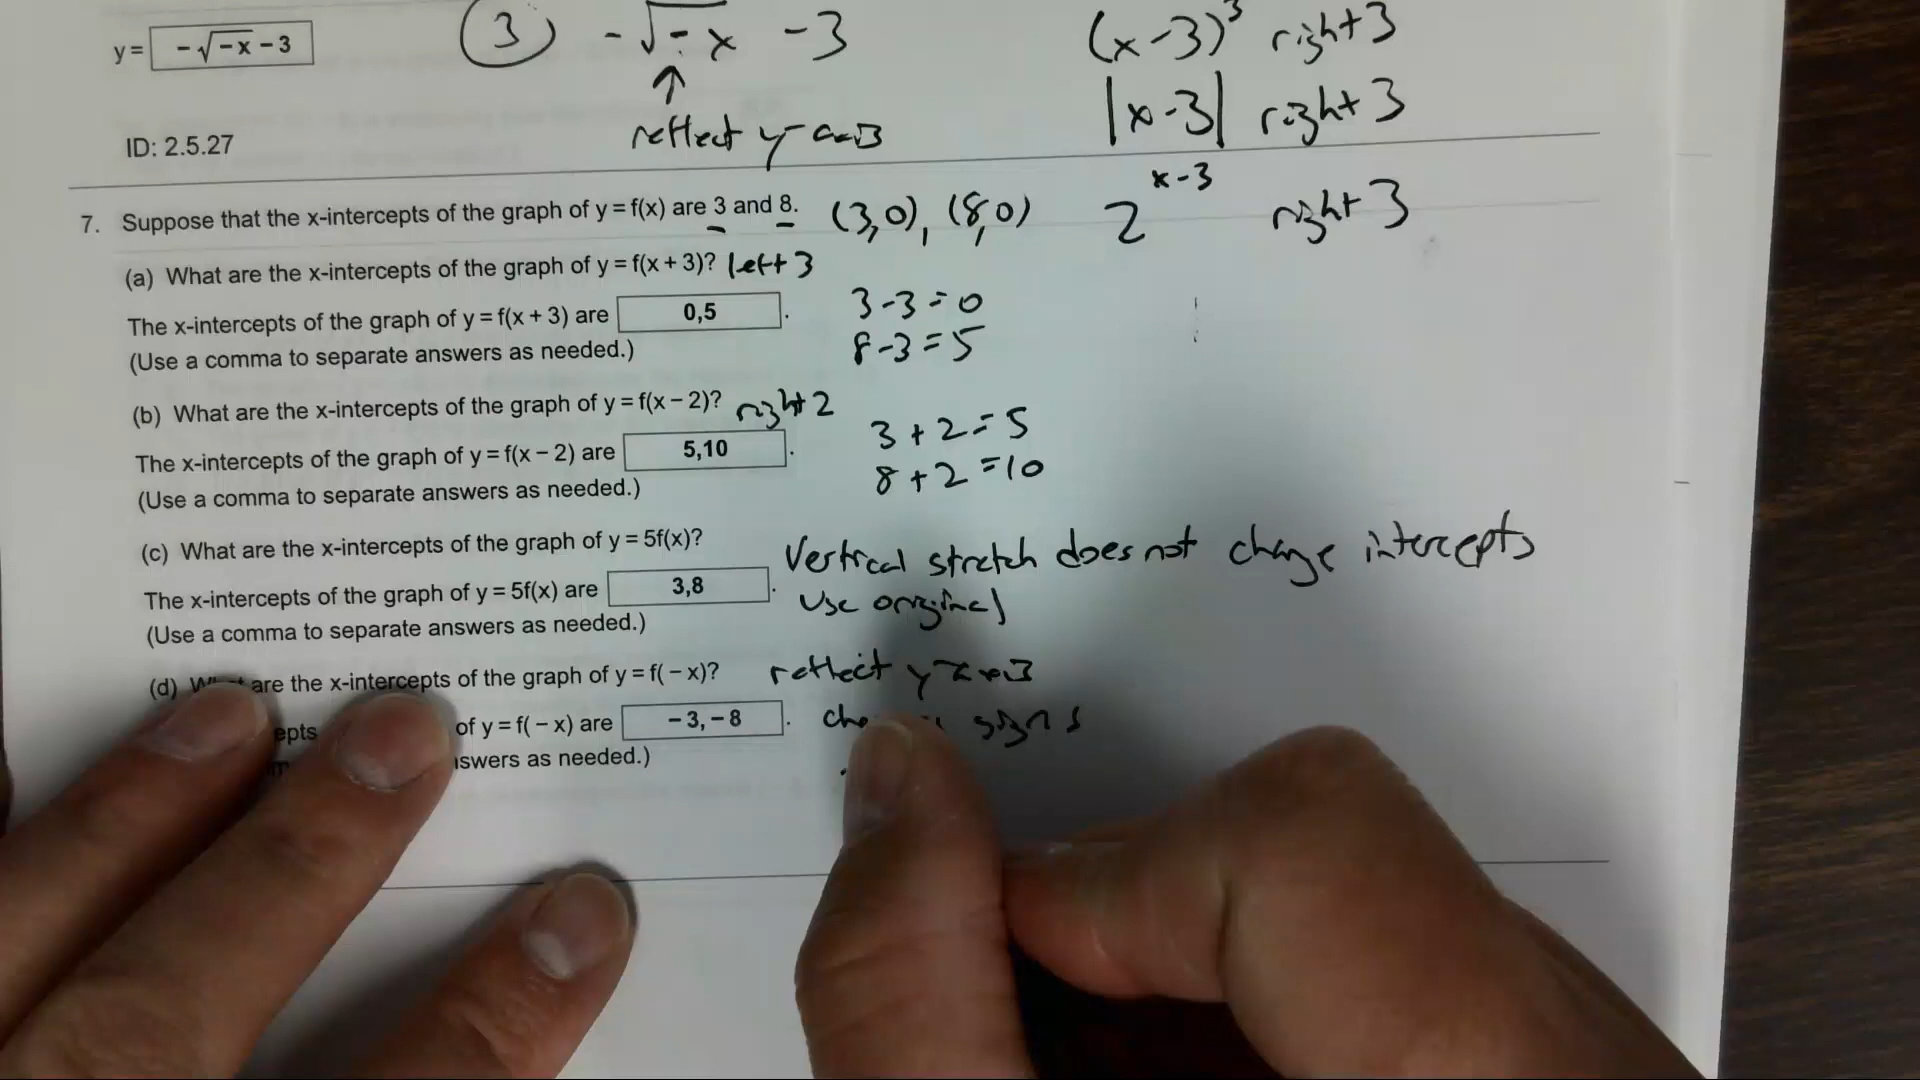 y = -√-x - 3
③ -√-x - 3
↑
reflect y-axis
(x-3)³ right 3
|x-3| right 3
2^(x-3) right 3
ID: 2.5.27
7. Suppose that the x-intercepts of the graph of y = f(x) are 3 and 8. (3,0), (8,0)
(a) What are the x-intercepts of the graph of y = f(x + 3)? left 3
The x-intercepts of the graph of y = f(x + 3) are 0,5.
3-3=0
(Use a comma to separate answers as needed.)
8-3=5
(b) What are the x-intercepts of the graph of y = f(x - 2)? right 2
The x-intercepts of the graph of y = f(x - 2) are 5,10.
3+2=5
(Use a comma to separate answers as needed.)
8+2=10
(c) What are the x-intercepts of the graph of y = 5f(x)?
Vertical stretch does not change intercepts
The x-intercepts of the graph of y = 5f(x) are 3,8.
use original
(Use a comma to separate answers as needed.)
(d) are the x-intercepts of the graph of y = f( - x)? reflect y-axis
of y = f( - x) are - 3, - 8. signs
as needed.)